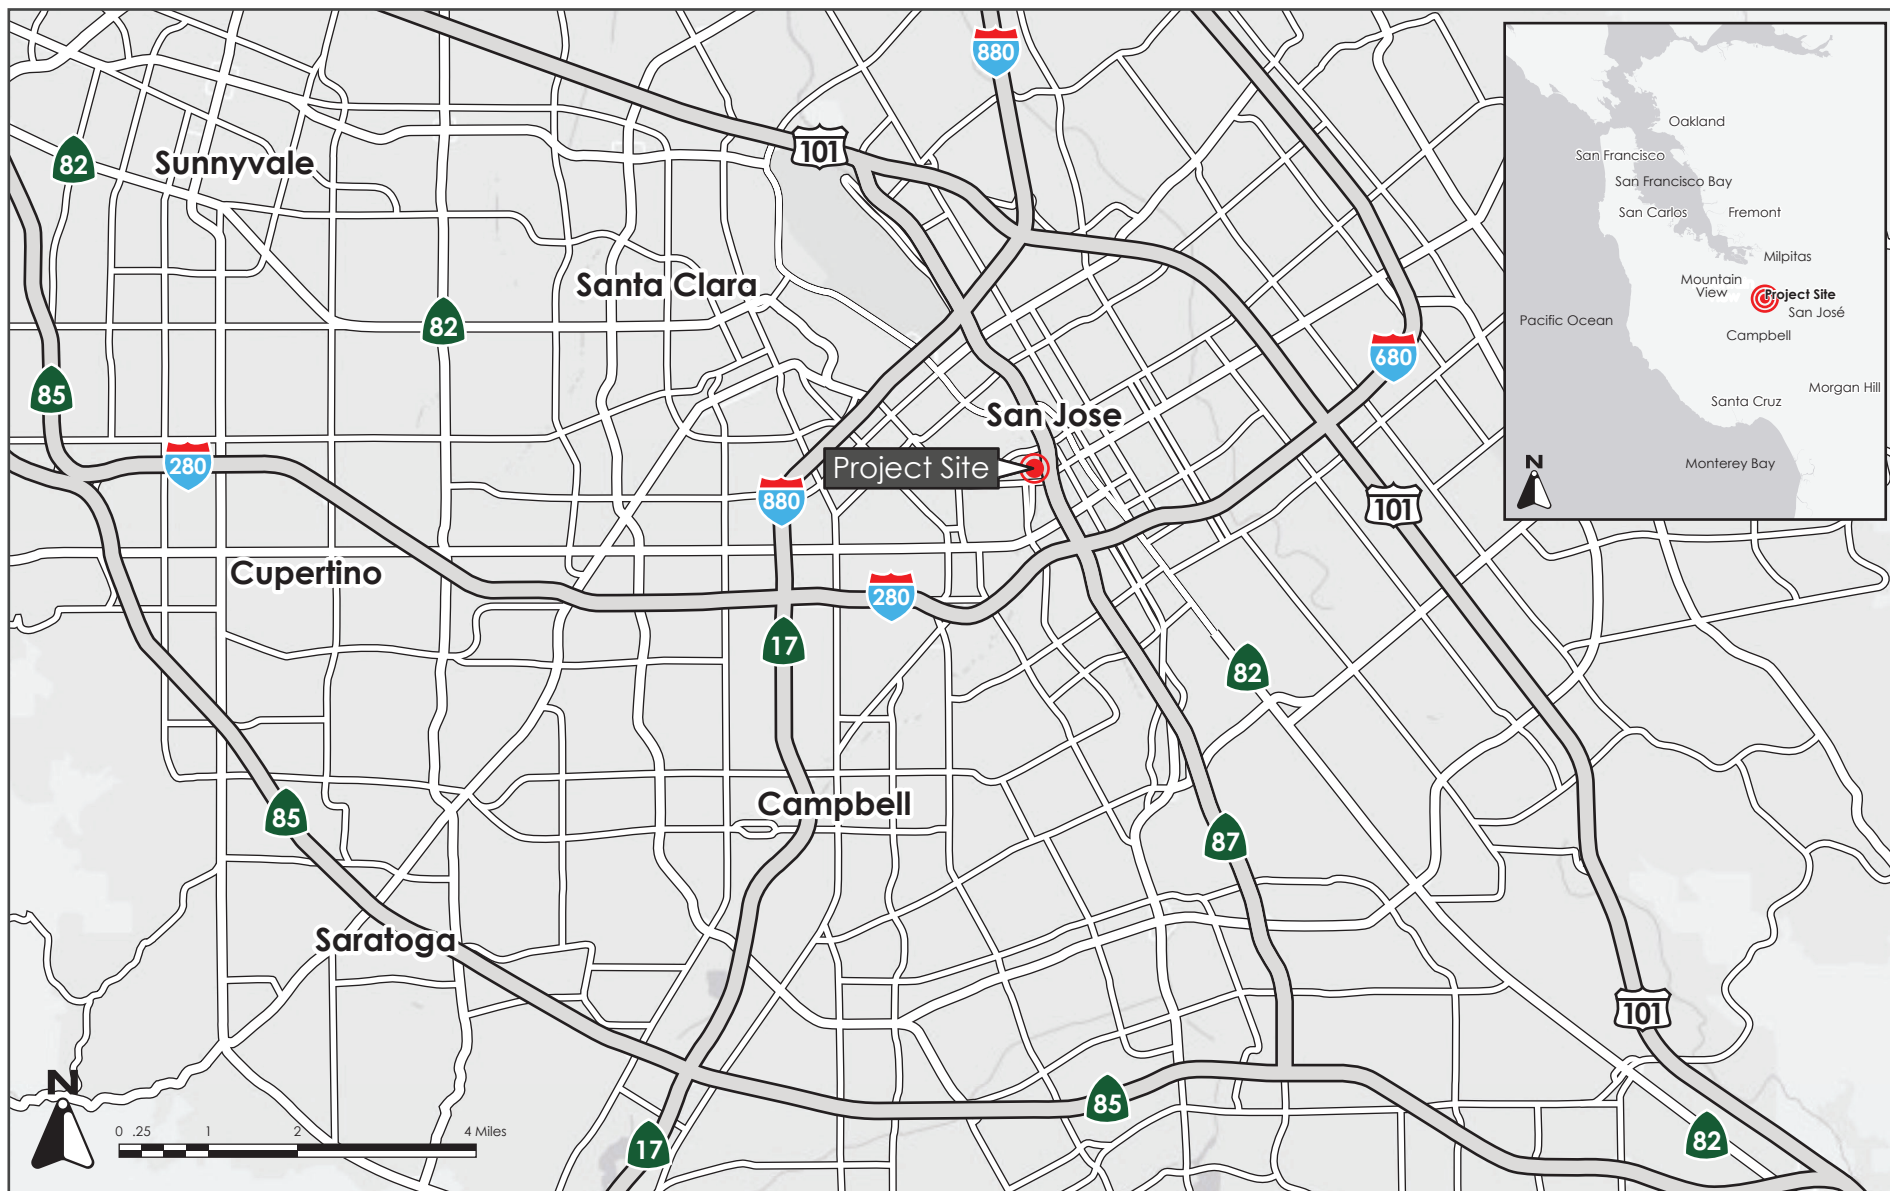 880
101
82
Sunnyvale
Santa Clara
82
680
85
San Jose
280
Project Site
880
101
Cupertino
280
17
82
Campbell
85
87
Saratoga
101
85
82
17
N
0 .25 1 2 4 Miles
Oakland
San Francisco
San Francisco Bay
San Carlos
Fremont
Milpitas
Mountain
View
Project Site
San José
Pacific Ocean
Campbell
Morgan Hill
Santa Cruz
Monterey Bay
N